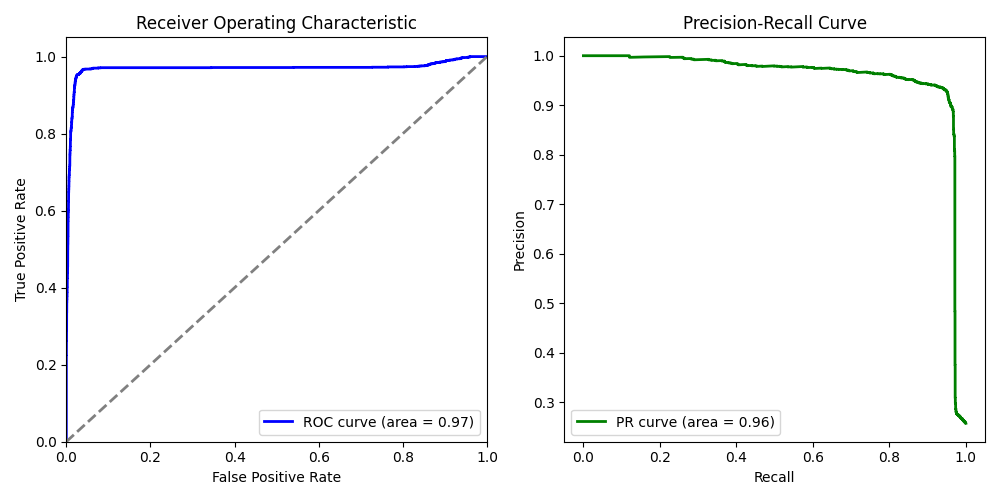 Receiver Operating Characteristic
True Positive Rate
1.0
0.8
0.6
0.4
0.2
0.0
ROC curve (area = 0.97)
0.0 0.2 0.4 0.6 0.8 1.0
False Positive Rate
Precision-Recall Curve
Precision
1.0
0.9
0.8
0.7
0.6
0.5
0.4
0.3
PR curve (area = 0.96)
0.0 0.2 0.4 0.6 0.8 1.0
Recall